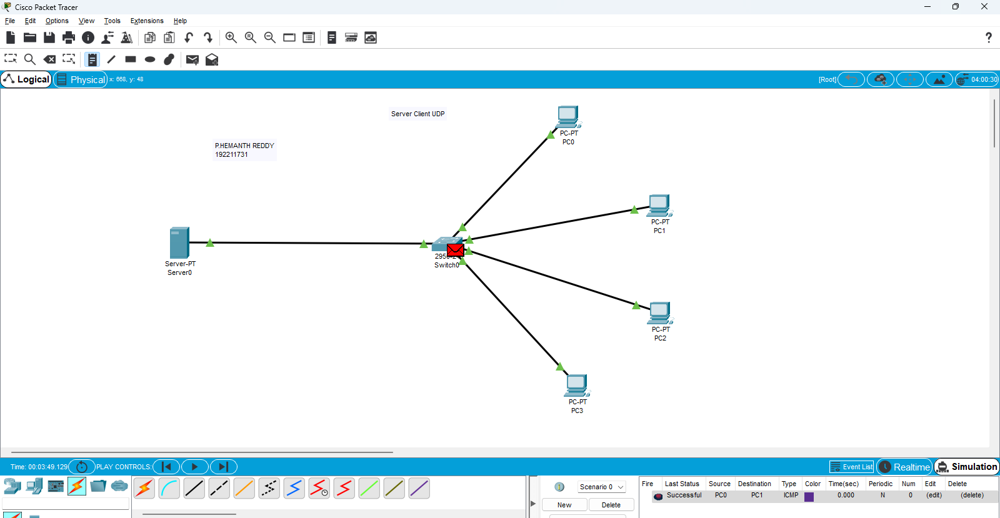 Cisco Packet Tracer
File Edit Options View Tools Extensions Help
?
Logical Physical x: 668, y: 48 [Root] 04:00:30
Server Client UDP
P.HEMANTH REDDY
192211731
PC-PT
PC0
PC-PT
PC1
Server-PT
Server0
Switch0
PC-PT
PC2
PC-PT
PC3
Time: 00:03:49.129 PLAY CONTROLS: Event List Realtime Simulation
Scenario 0
New Delete
Fire Last Status Source Destination Type Color Time(sec) Periodic Num Edit Delete
Successful PC0 PC1 ICMP 0.000 N 0 (edit) (delete)